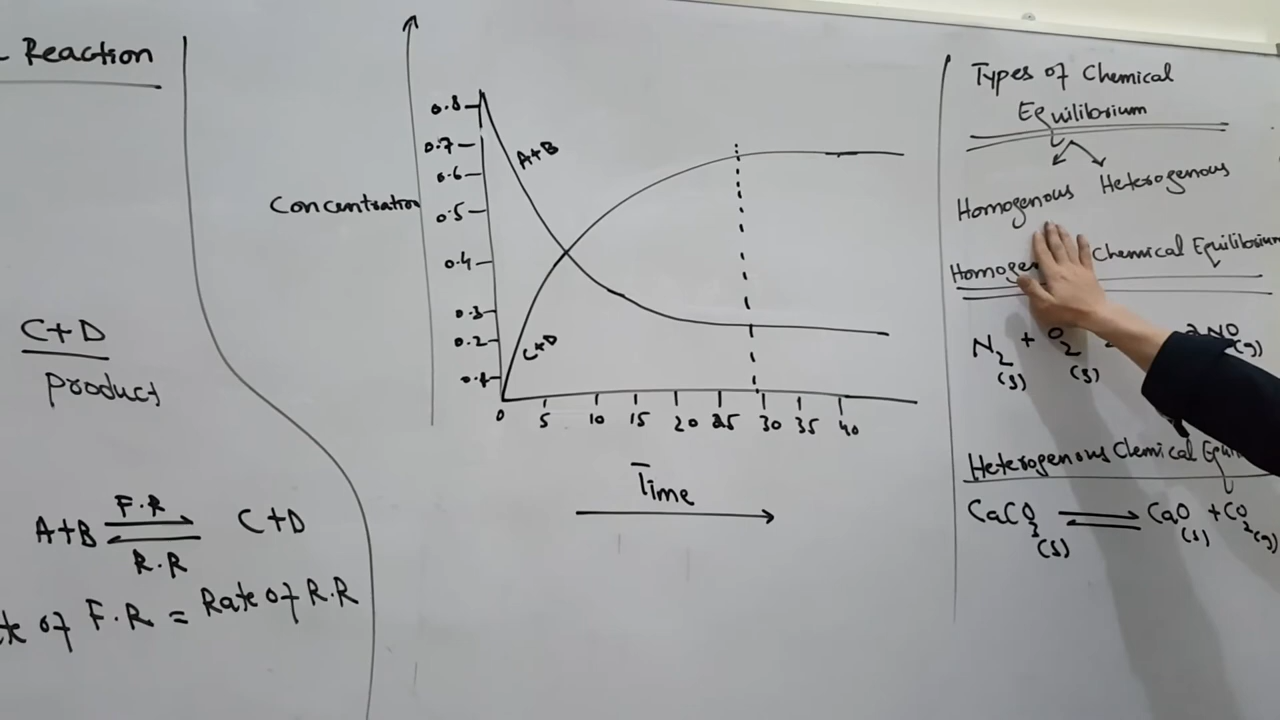 Reaction
C+D
product
A+B F.R R.R C+D
of F.R = Rate of R.R
Concentration
0.8
0.7
0.6
0.5
0.4
0.3
0.2
0.1
A+B
C+D
0 5 10 15 20 25 30 35 40
Time
Types of Chemical
Equilibrium
Homogenous Heterogenous
Chemical Equilibrium
N2(g) + O2(g) 2NO(g)
Heterogenous Chemical
CaCO3(s) ⇌ CaO(s) + CO2(g)